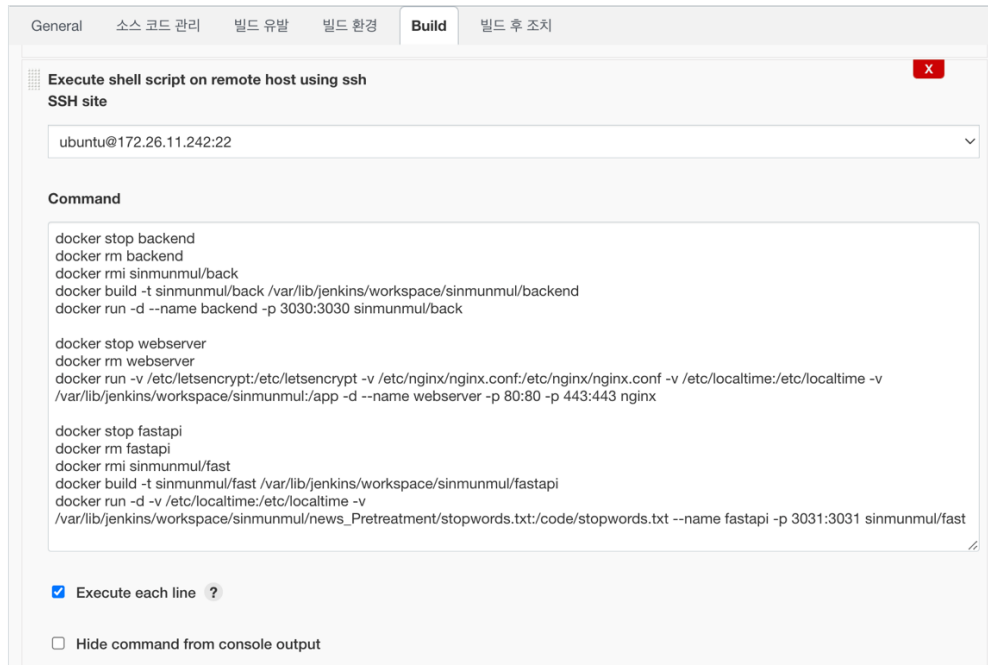 General 소스 코드 관리 빌드 유발 빌드 환경 Build 빌드 후 조치
X
Execute shell script on remote host using ssh
SSH site
ubuntu@172.26.11.242:22
Command
docker stop backend
docker rm backend
docker rmi sinmunmul/back
docker build -t sinmunmul/back /var/lib/jenkins/workspace/sinmunmul/backend
docker run -d --name backend -p 3030:3030 sinmunmul/back
docker stop webserver
docker rm webserver
docker run -v /etc/letsencrypt:/etc/letsencrypt -v /etc/nginx/nginx.conf:/etc/nginx/nginx.conf -v /etc/localtime:/etc/localtime -v
/var/lib/jenkins/workspace/sinmunmul:/app -d --name webserver -p 80:80 -p 443:443 nginx
docker stop fastapi
docker rm fastapi
docker rmi sinmunmul/fast
docker build -t sinmunmul/fast /var/lib/jenkins/workspace/sinmunmul/fastapi
docker run -d -v /etc/localtime:/etc/localtime -v
/var/lib/jenkins/workspace/sinmunmul/news_Pretreatment/stopwords.txt:/code/stopwords.txt --name fastapi -p 3031:3031 sinmunmul/fast
Execute each line ?
Hide command from console output